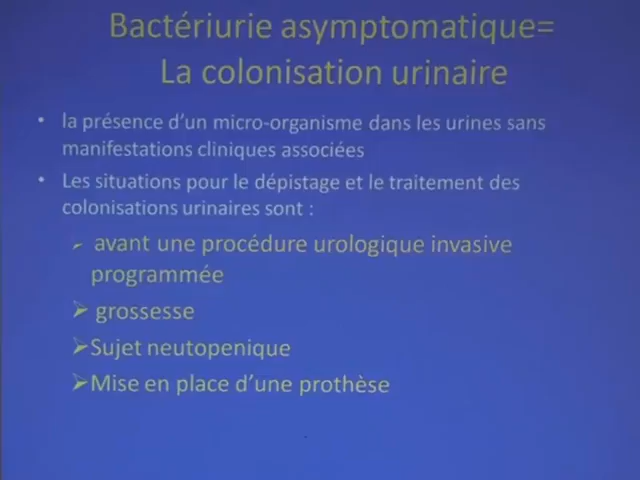 Bactériurie asymptomatique=
La colonisation urinaire
• la présence d'un micro-organisme dans les urines sans
manifestations cliniques associées
• Les situations pour le dépistage et le traitement des
colonisations urinaires sont :
➢ avant une procédure urologique invasive
programmée
➢ grossesse
➢Sujet neutopenique
➢Mise en place d'une prothèse